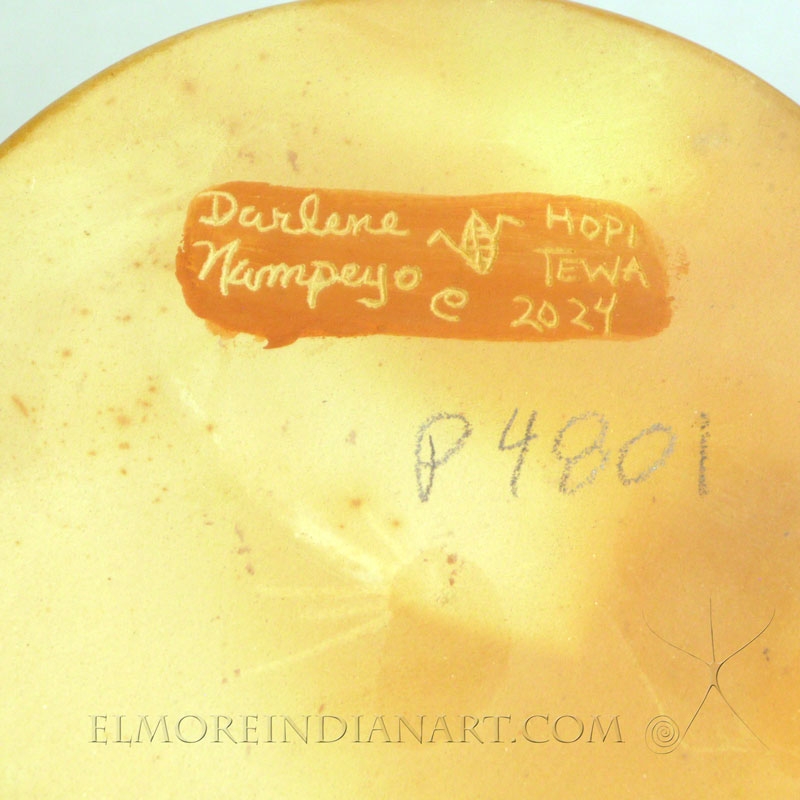 Darlene
Nampeyo
©
HOPI
TEWA
2024
P4801
ELMOREINDIANART.COM